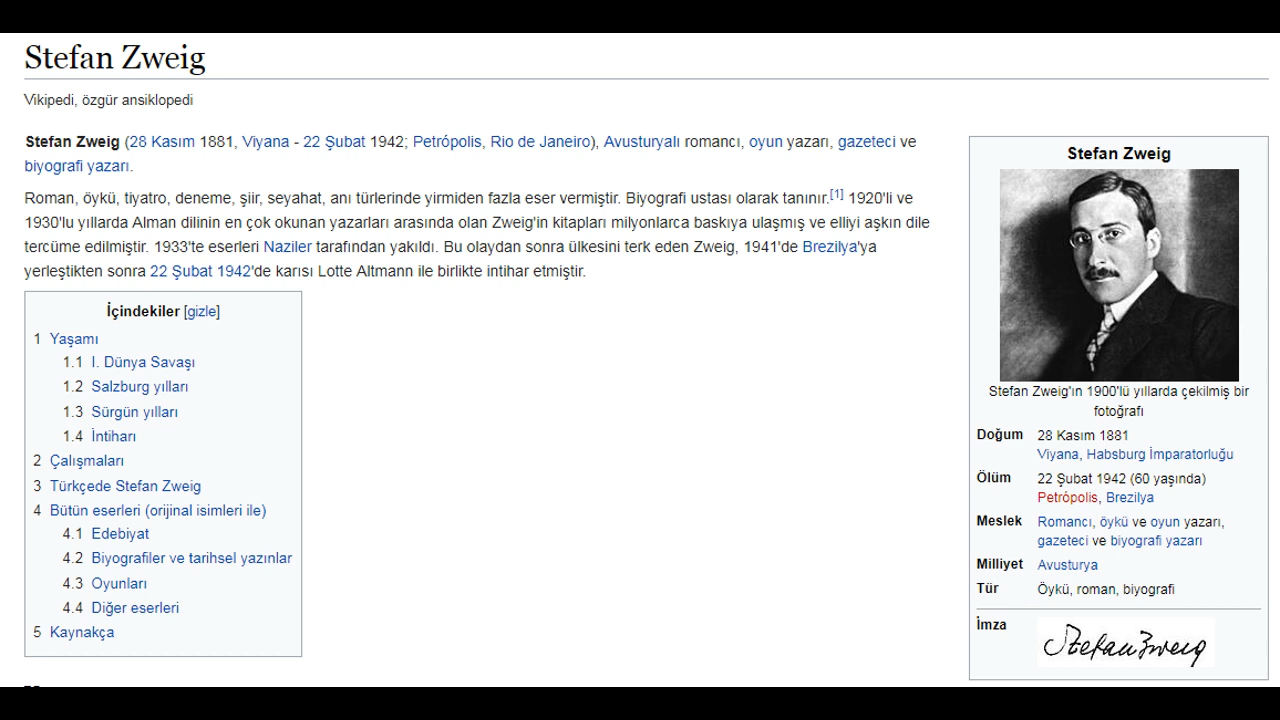 Stefan Zweig
Vikipedi, özgür ansiklopedi
Stefan Zweig (28 Kasım 1881, Viyana - 22 Şubat 1942; Petrópolis, Rio de Janeiro), Avusturyalı romancı, oyun yazarı, gazeteci ve
biyografi yazarı.
Roman, öykü, tiyatro, deneme, şiir, seyahat, anı türlerinde yirmiden fazla eser vermiştir. Biyografi ustası olarak tanınır.[1] 1920'li ve
1930'lu yıllarda Alman dilinin en çok okunan yazarları arasında olan Zweig'in kitapları milyonlarca baskıya ulaşmış ve elliyi aşkın dile
tercüme edilmiştir. 1933'te eserleri Naziler tarafından yakıldı. Bu olaydan sonra ülkesini terk eden Zweig, 1941'de Brezilya'ya
yerleştikten sonra 22 Şubat 1942'de karısı Lotte Altmann ile birlikte intihar etmiştir.
İçindekiler [gizle]
1 Yaşamı
1.1 I. Dünya Savaşı
1.2 Salzburg yılları
1.3 Sürgün yılları
1.4 İntiharı
2 Çalışmaları
3 Türkçede Stefan Zweig
4 Bütün eserleri (orijinal isimleri ile)
4.1 Edebiyat
4.2 Biyografiler ve tarihsel yazınlar
4.3 Oyunları
4.4 Diğer eserleri
5 Kaynakça
Stefan Zweig
Stefan Zweig'ın 1900'lü yıllarda çekilmiş bir
fotoğrafı
Doğum 28 Kasım 1881
Viyana, Habsburg İmparatorluğu
Ölüm 22 Şubat 1942 (60 yaşında)
Petrópolis, Brezilya
Meslek Romancı, öykü ve oyun yazarı,
gazeteci ve biyografi yazarı
Milliyet Avusturya
Tür Öykü, roman, biyografi
İmza Stefan Zweig